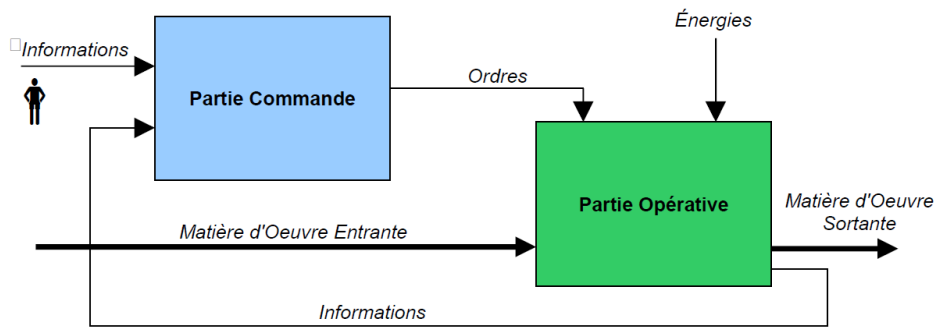 Informations
Énergies
Ordres
Partie Commande
Partie Opérative
Matière d'Oeuvre Entrante
Matière d'Oeuvre
Sortante
Informations